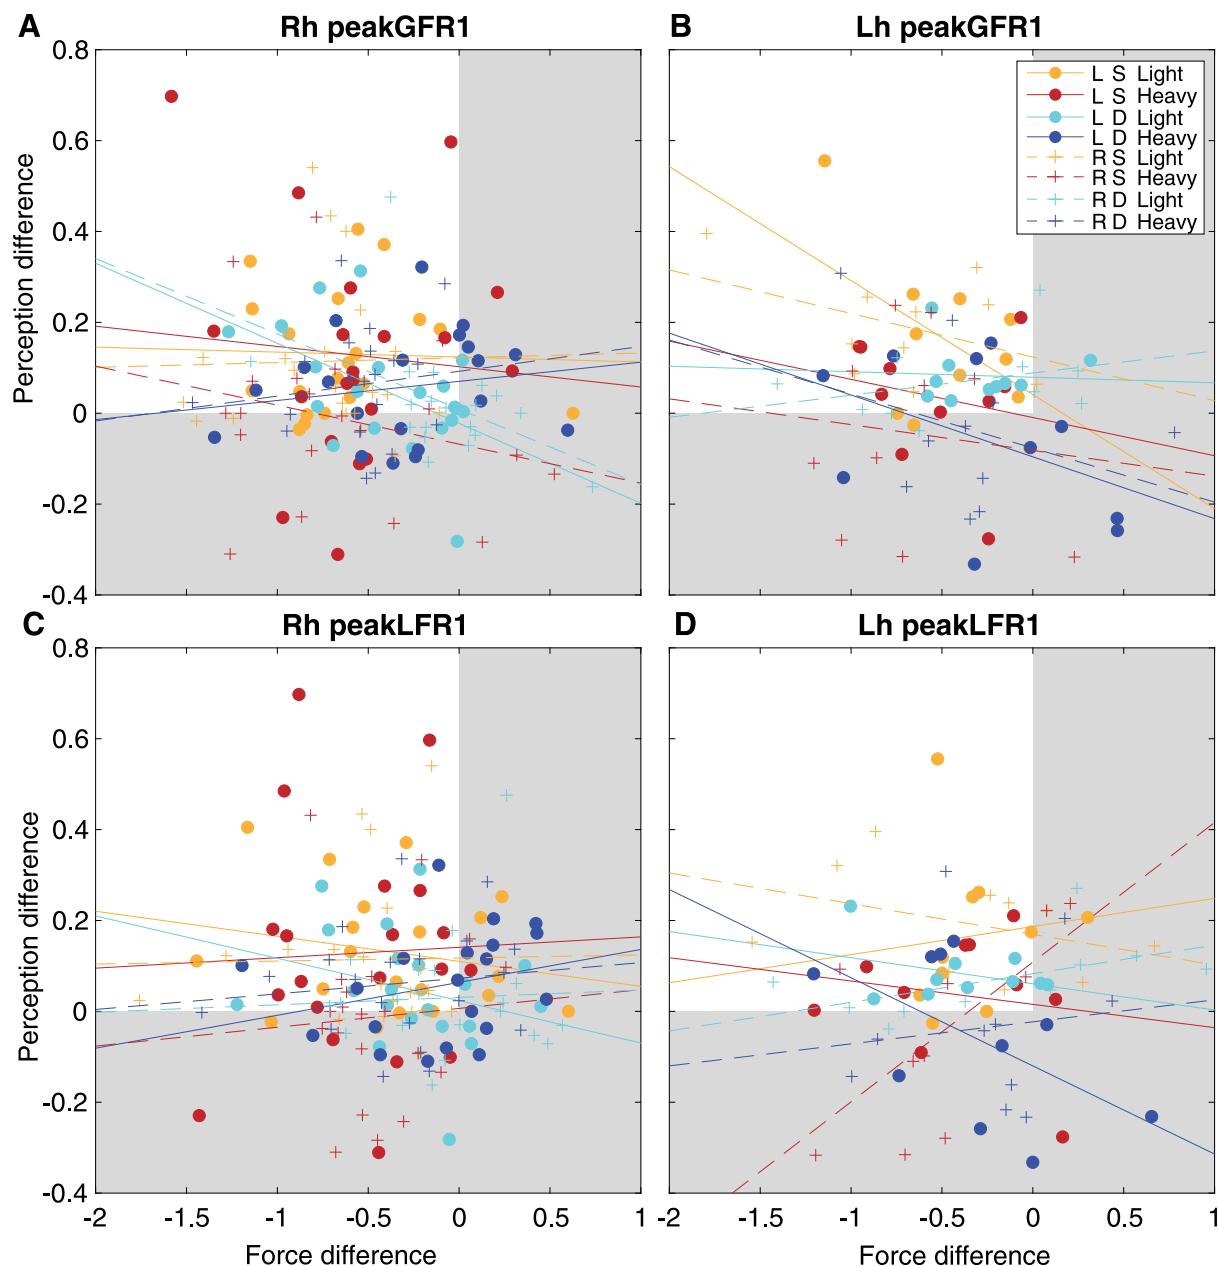 A
Rh peakGFR1
B
Lh peakGFR1
0.8
0.6
0.4
0.2
0
-0.2
-0.4
Perception difference
L S Light
L S Heavy
L D Light
L D Heavy
R S Light
R S Heavy
R D Light
R D Heavy
C
Rh peakLFR1
D
Lh peakLFR1
0.8
0.6
0.4
0.2
0
-0.2
-0.4
Perception difference
-2 -1.5 -1 -0.5 0 0.5 1
-1.5 -1 -0.5 0 0.5 1
Force difference
Force difference